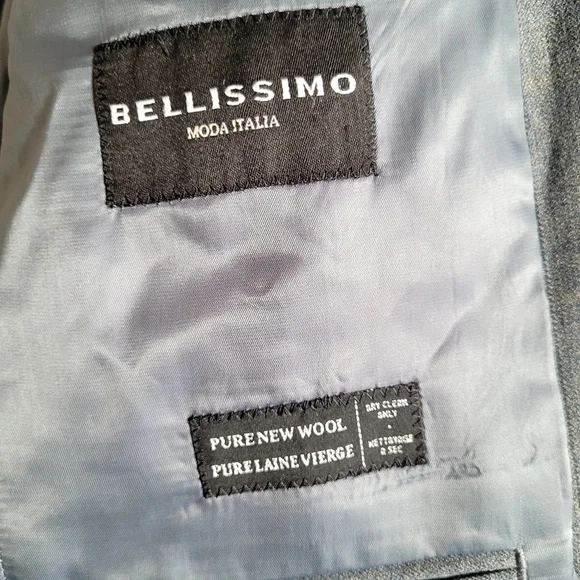 BELLISSIMO
MODA ITALIA
PURE NEW WOOL
PURE LAINE VIERGE
DRY CLEAN
ONLY
•
NETTOYAGE
A SEC